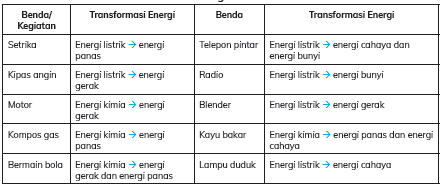 Benda/ Transformasi Energi Benda Transformasi Energi
Kegiatan
Setrika Energi listrik → energi Telepon pintar Energi listrik → energi cahaya dan
panas energi bunyi
Kipas angin Energi listrik → energi Radio Energi listrik → energi bunyi
gerak
Motor Energi kimia → energi Blender Energi listrik → energi gerak
gerak
Kompos gas Energi kimia → energi Kayu bakar Energi kimia → energi panas dan energi
panas cahaya
Bermain bola Energi kimia → energi Lampu duduk Energi listrik → energi cahaya
gerak dan energi panas